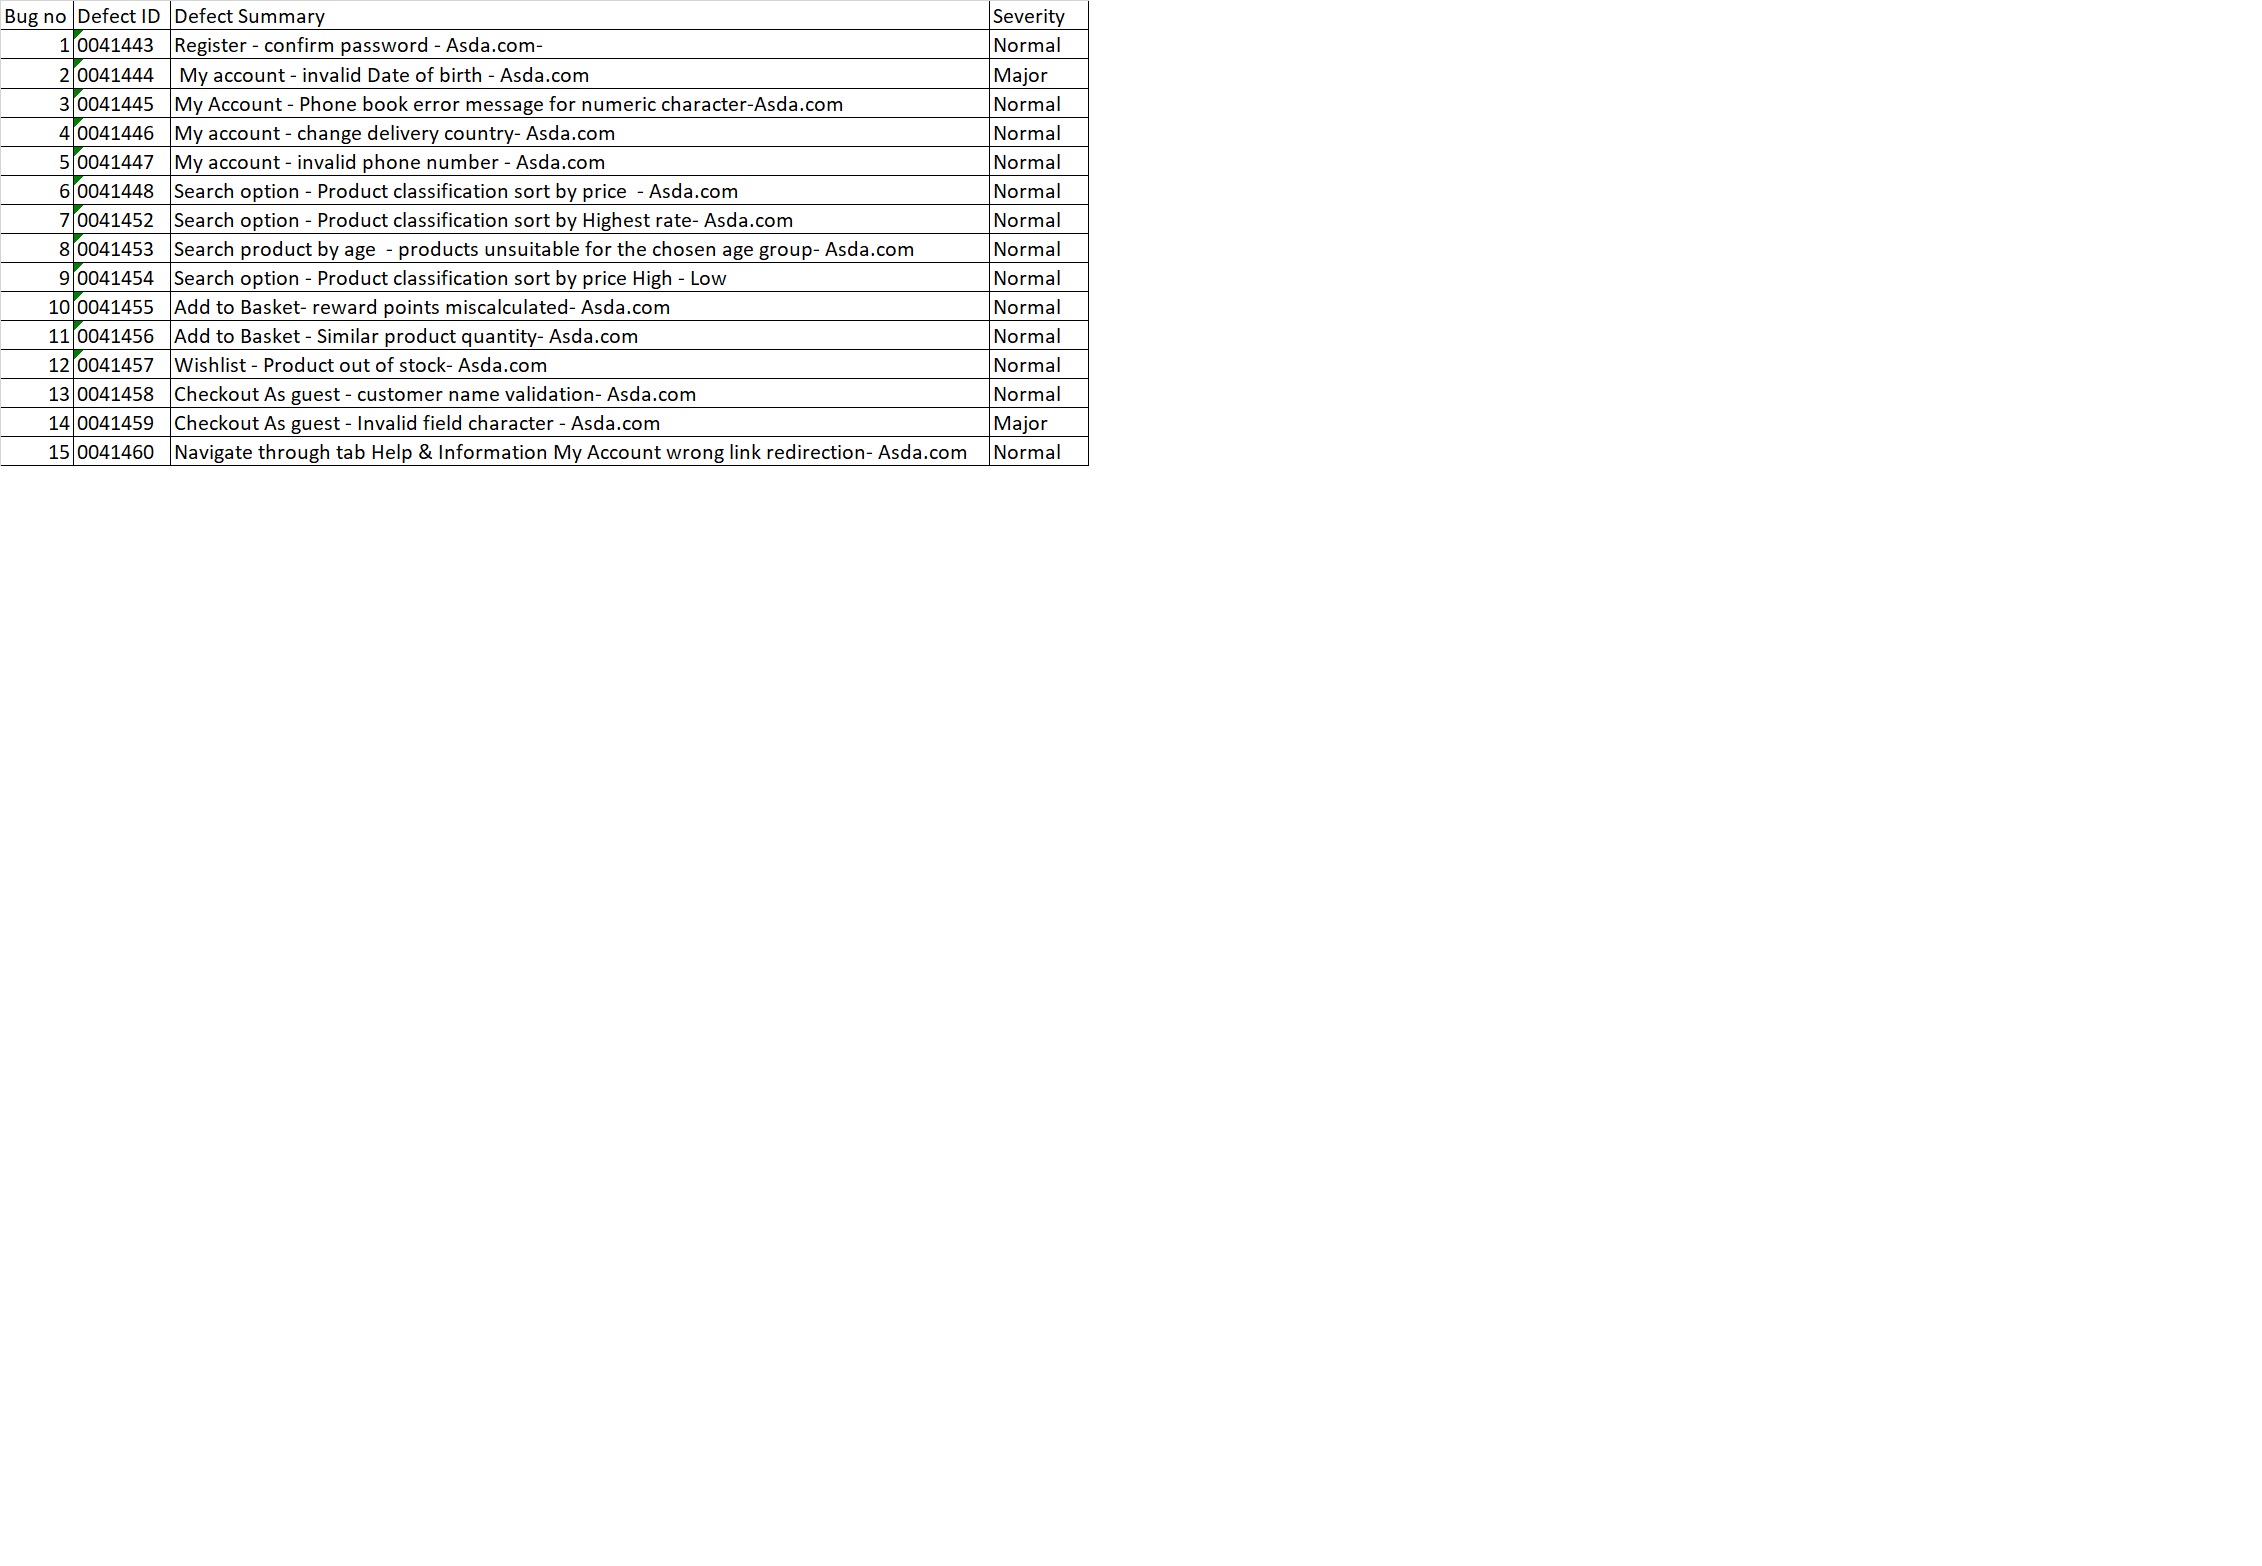 Bug no Defect ID Defect Summary Severity
1 0041443 Register - confirm password - Asda.com- Normal
2 0041444 My account - invalid Date of birth - Asda.com Major
3 0041445 My Account - Phone book error message for numeric character-Asda.com Normal
4 0041446 My account - change delivery country- Asda.com Normal
5 0041447 My account - invalid phone number - Asda.com Normal
6 0041448 Search option - Product classification sort by price  - Asda.com Normal
7 0041452 Search option - Product classification sort by Highest rate- Asda.com Normal
8 0041453 Search product by age  - products unsuitable for the chosen age group- Asda.com Normal
9 0041454 Search option - Product classification sort by price High - Low Normal
10 0041455 Add to Basket- reward points miscalculated- Asda.com Normal
11 0041456 Add to Basket - Similar product quantity- Asda.com Normal
12 0041457 Wishlist - Product out of stock- Asda.com Normal
13 0041458 Checkout As guest - customer name validation- Asda.com Normal
14 0041459 Checkout As guest - Invalid field character - Asda.com Major
15 0041460 Navigate through tab Help & Information My Account wrong link redirection- Asda.com Normal